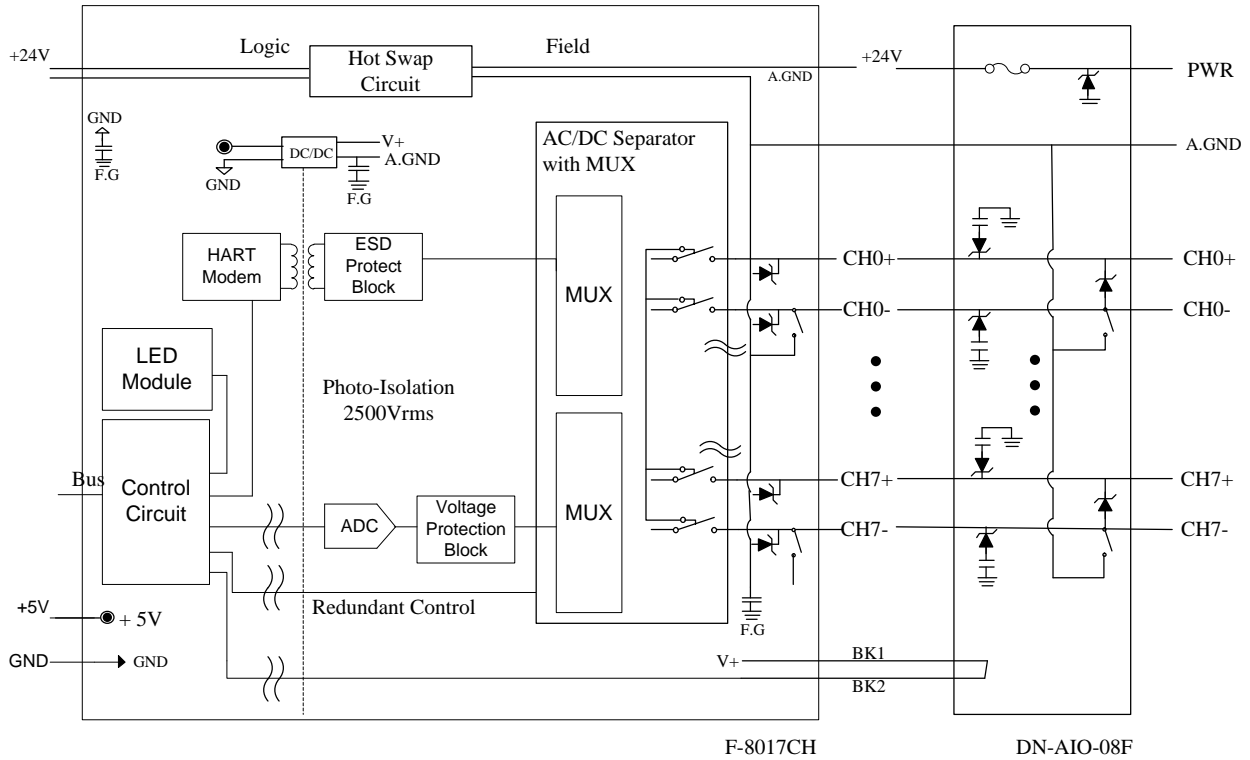 Logic
Field
+24V
Hot Swap
Circuit
A.GND
+24V
PWR
GND
F.G
DC/DC
V+
A.GND
GND
F.G
AC/DC Separator
with MUX
A.GND
HART
Modem
ESD
Protect
Block
MUX
CH0+
CH0+
CH0-
CH0-
LED
Module
Photo-Isolation
2500Vrms
Bus
Control
Circuit
ADC
Voltage
Protection
Block
MUX
CH7+
CH7+
CH7-
CH7-
+5V
+ 5V
Redundant Control
F.G
GND
GND
V+
BK1
BK2
F-8017CH
DN-AIO-08F